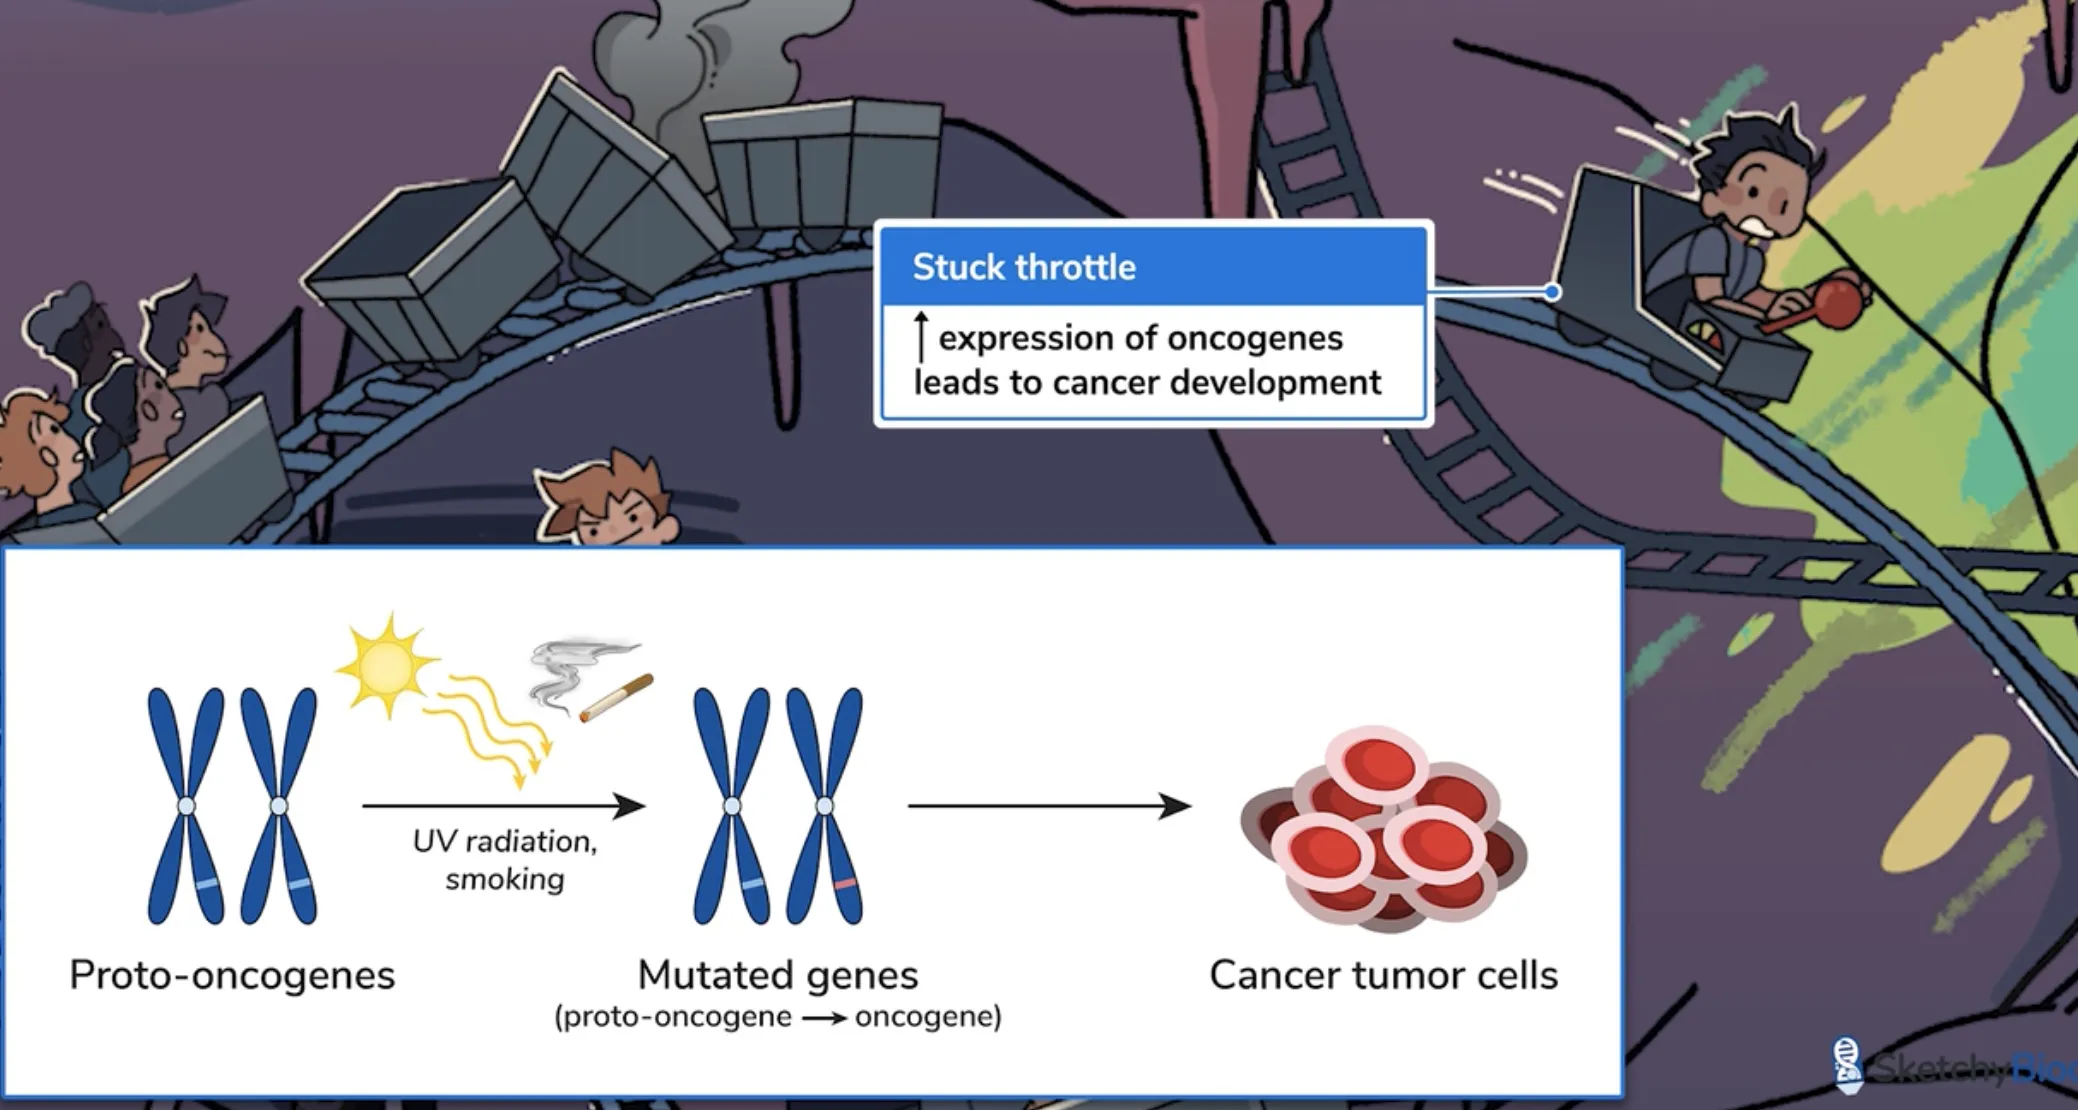 Stuck throttle
↑ expression of oncogenes
leads to cancer development
UV radiation,
smoking
Proto-oncogenes
Mutated genes
(proto-oncogene → oncogene)
Cancer tumor cells
SketchyBio